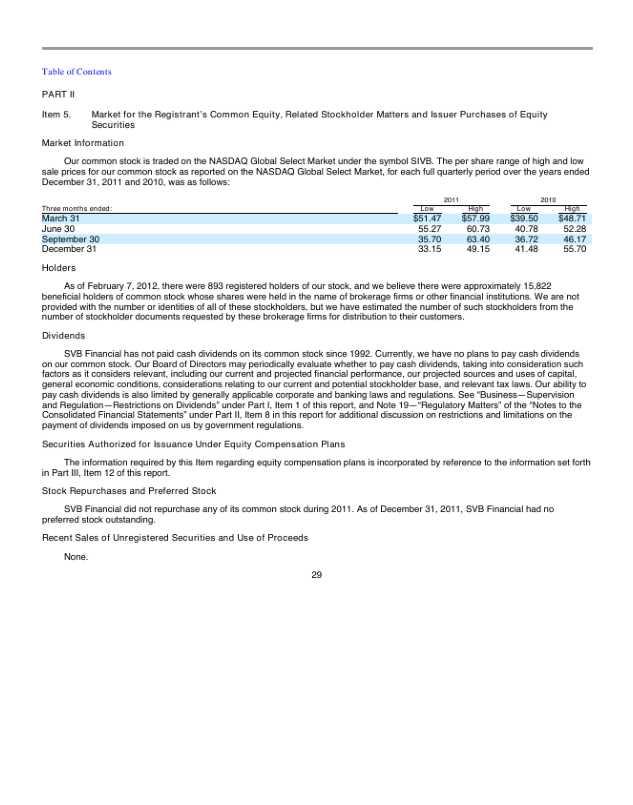 Table of Contents
PART II
Item 5. Market for the Registrant's Common Equity, Related Stockholder Matters and Issuer Purchases of Equity
Securities
Market Information
Our common stock is traded on the NASDAQ Global Select Market under the symbol SIVB. The per share range of high and low
sale prices for our common stock as reported on the NASDAQ Global Select Market, for each full quarterly period over the years ended
December 31, 2011 and 2010, was as follows:
2011 2010
Three months ended: Low High Low High
March 31 $51.47 $57.99 $39.50 $48.71
June 30 55.27 60.73 40.78 52.28
September 30 35.70 63.40 36.72 46.17
December 31 33.15 49.15 41.48 55.70
Holders
As of February 7, 2012, there were 893 registered holders of our stock, and we believe there were approximately 15,822
beneficial holders of common stock whose shares were held in the name of brokerage firms or other financial institutions. We are not
provided with the number or identities of all of these stockholders, but we have estimated the number of such stockholders from the
number of stockholder documents requested by these brokerage firms for distribution to their customers.
Dividends
SVB Financial has not paid cash dividends on its common stock since 1992. Currently, we have no plans to pay cash dividends
on our common stock. Our Board of Directors may periodically evaluate whether to pay cash dividends, taking into consideration such
factors as it considers relevant, including our current and projected financial performance, our projected sources and uses of capital,
general economic conditions, considerations relating to our current and potential stockholder base, and relevant tax laws. Our ability to
pay cash dividends is also limited by generally applicable corporate and banking laws and regulations. See “Business—Supervision
and Regulation—Restrictions on Dividends” under Part I, Item 1 of this report, and Note 19—“Regulatory Matters” of the “Notes to the
Consolidated Financial Statements” under Part II, Item 8 in this report for additional discussion on restrictions and limitations on the
payment of dividends imposed on us by government regulations.
Securities Authorized for Issuance Under Equity Compensation Plans
The information required by this Item regarding equity compensation plans is incorporated by reference to the information set forth
in Part III, Item 12 of this report.
Stock Repurchases and Preferred Stock
SVB Financial did not repurchase any of its common stock during 2011. As of December 31, 2011, SVB Financial had no
preferred stock outstanding.
Recent Sales of Unregistered Securities and Use of Proceeds
None.
29